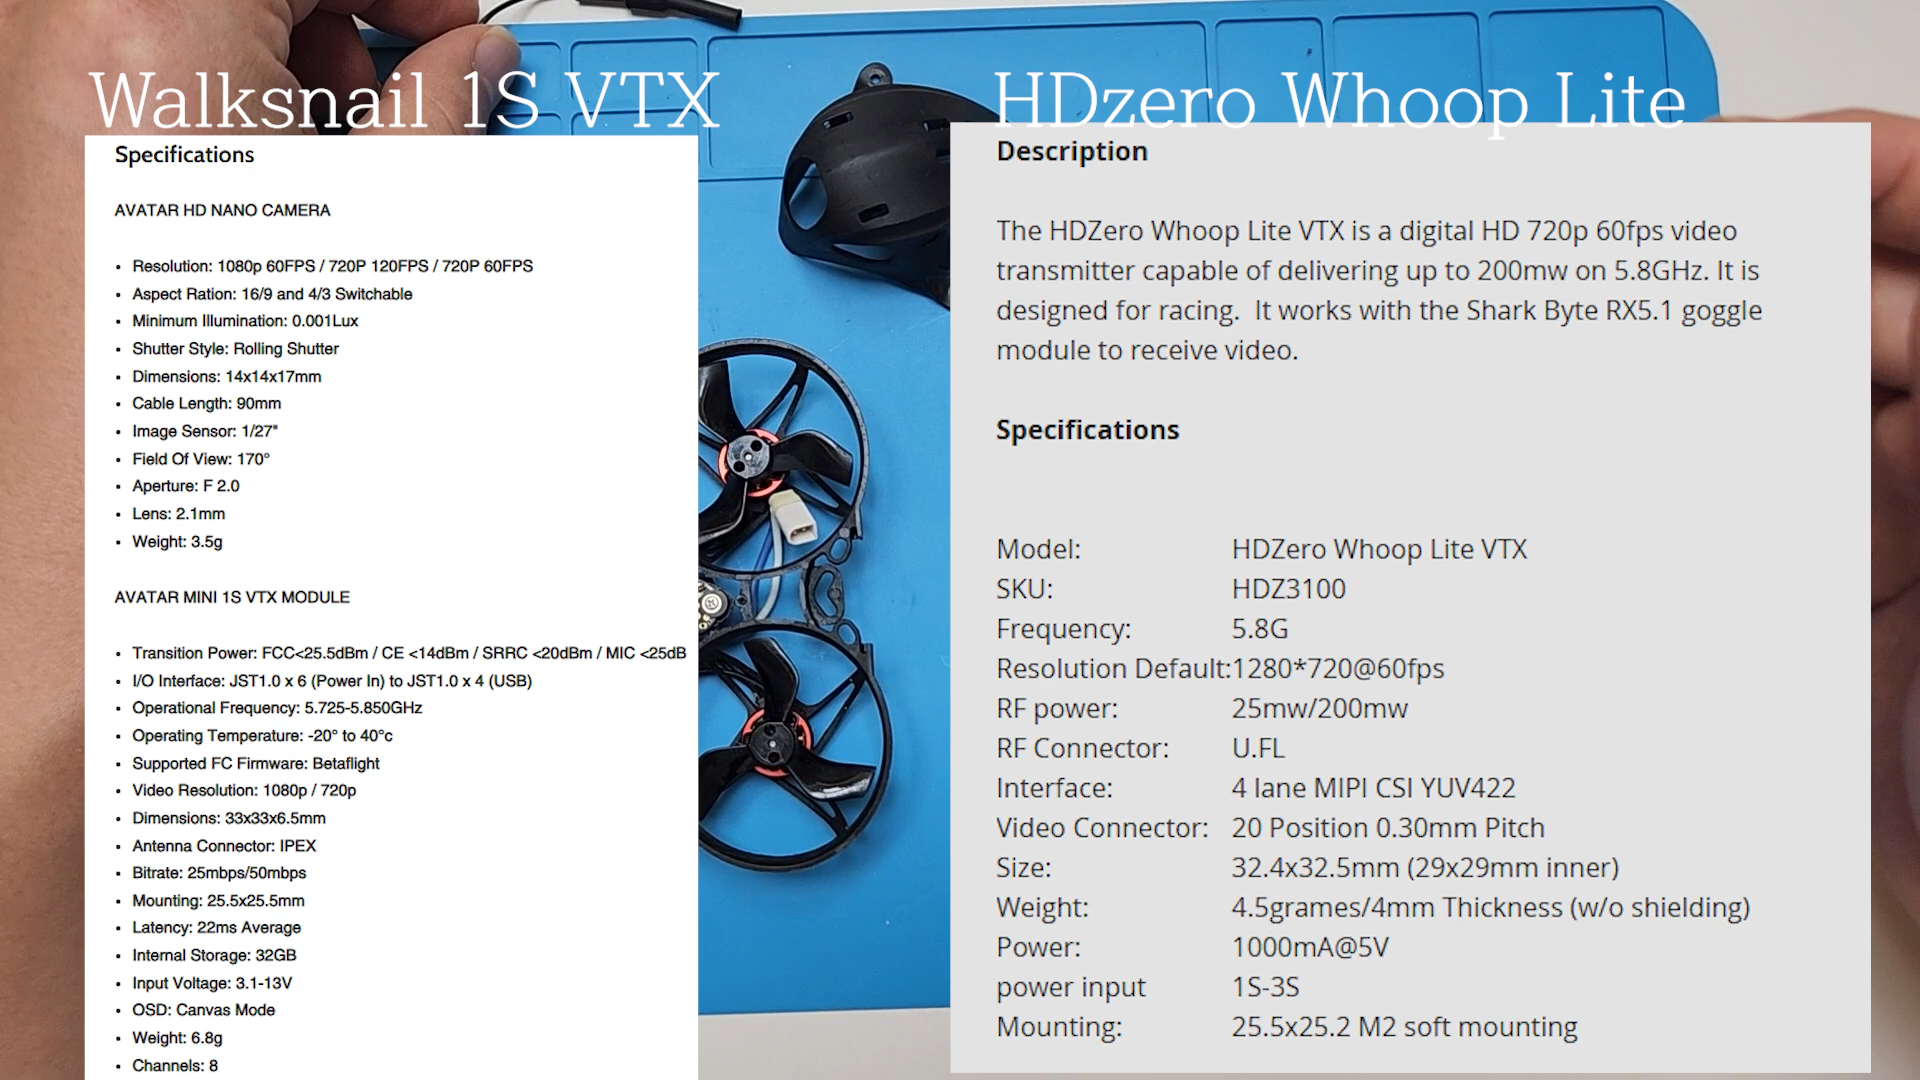 Walksnail 1S VTX
Specifications
AVATAR HD NANO CAMERA
• Resolution: 1080p 60FPS / 720P 120FPS / 720P 60FPS
• Aspect Ration: 16/9 and 4/3 Switchable
• Minimum Illumination: 0.001Lux
• Shutter Style: Rolling Shutter
• Dimensions: 14x14x17mm
• Cable Length: 90mm
• Image Sensor: 1/27"
• Field Of View: 170°
• Aperture: F 2.0
• Lens: 2.1mm
• Weight: 3.5g
AVATAR MINI 1S VTX MODULE
• Transition Power: FCC<25.5dBm / CE <14dBm / SRRC <20dBm / MIC <25dB
• I/O Interface: JST1.0 x 6 (Power In) to JST1.0 x 4 (USB)
• Operational Frequency: 5.725-5.850GHz
• Operating Temperature: -20° to 40°c
• Supported FC Firmware: Betaflight
• Video Resolution: 1080p / 720p
• Dimensions: 33x33x6.5mm
• Antenna Connector: IPEX
• Bitrate: 25mbps/50mbps
• Mounting: 25.5x25.5mm
• Latency: 22ms Average
• Internal Storage: 32GB
• Input Voltage: 3.1-13V
• OSD: Canvas Mode
• Weight: 6.8g
• Channels: 8
HDzero Whoop Lite
Description
The HDZero Whoop Lite VTX is a digital HD 720p 60fps video
transmitter capable of delivering up to 200mw on 5.8GHz. It is
designed for racing.  It works with the Shark Byte RX5.1 goggle
module to receive video.
Specifications
Model: HDZero Whoop Lite VTX
SKU: HDZ3100
Frequency: 5.8G
Resolution Default:1280*720@60fps
RF power: 25mw/200mw
RF Connector: U.FL
Interface: 4 lane MIPI CSI YUV422
Video Connector: 20 Position 0.30mm Pitch
Size: 32.4x32.5mm (29x29mm inner)
Weight: 4.5grames/4mm Thickness (w/o shielding)
Power: 1000mA@5V
power input 1S-3S
Mounting: 25.5x25.2 M2 soft mounting